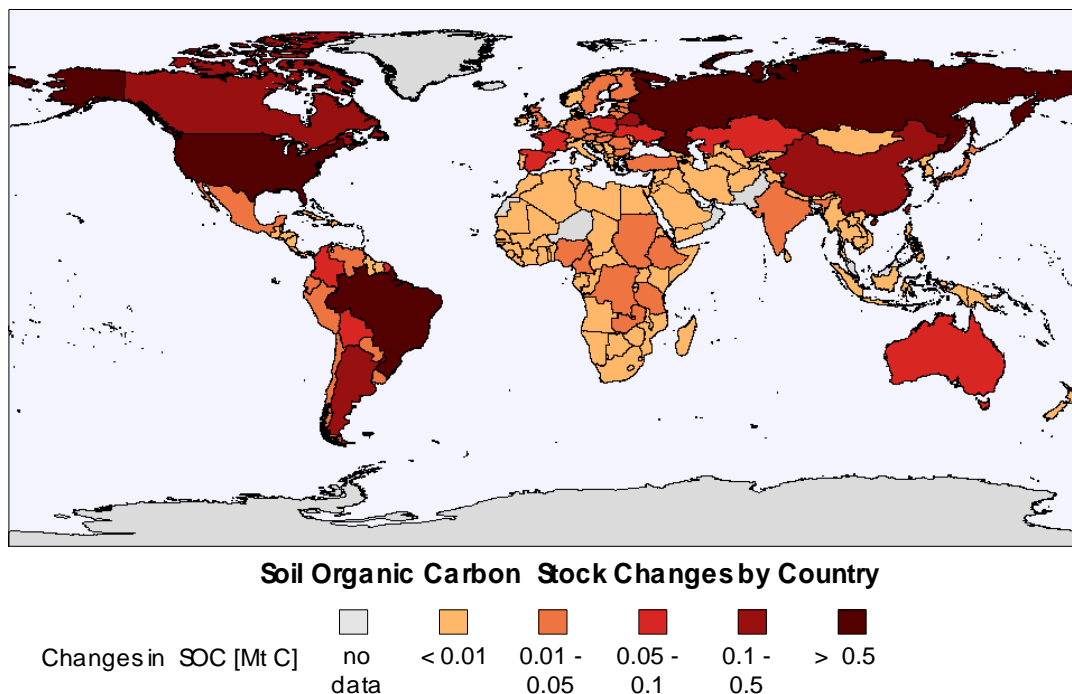 Soil Organic Carbon Stock Changes by Country
Changes in SOC [Mt C]
no data
< 0.01
0.01 - 0.05
0.05 - 0.1
0.1 - 0.5
> 0.5